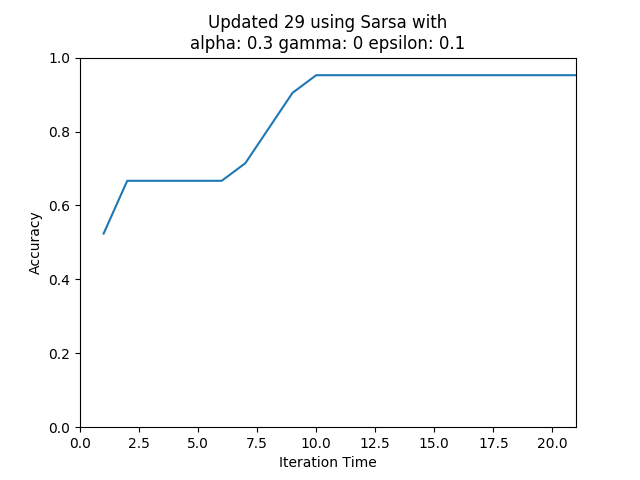 Updated 29 using Sarsa with
alpha: 0.3 gamma: 0 epsilon: 0.1
1.0
0.8
0.6
0.4
0.2
0.0
Accuracy
0.0 2.5 5.0 7.5 10.0 12.5 15.0 17.5 20.0
Iteration Time